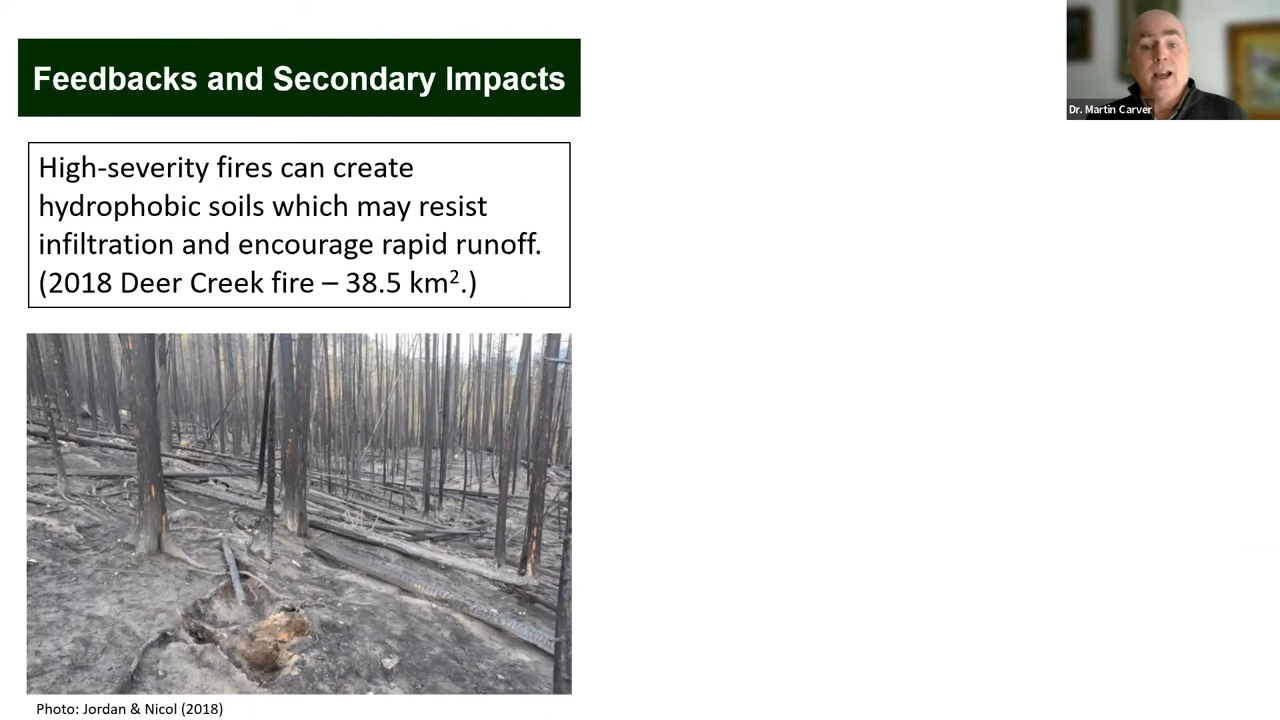 Feedbacks and Secondary Impacts
Dr. Martin Carver
High-severity fires can create
hydrophobic soils which may resist
infiltration and encourage rapid runoff.
(2018 Deer Creek fire – 38.5 km².)
Photo: Jordan & Nicol (2018)